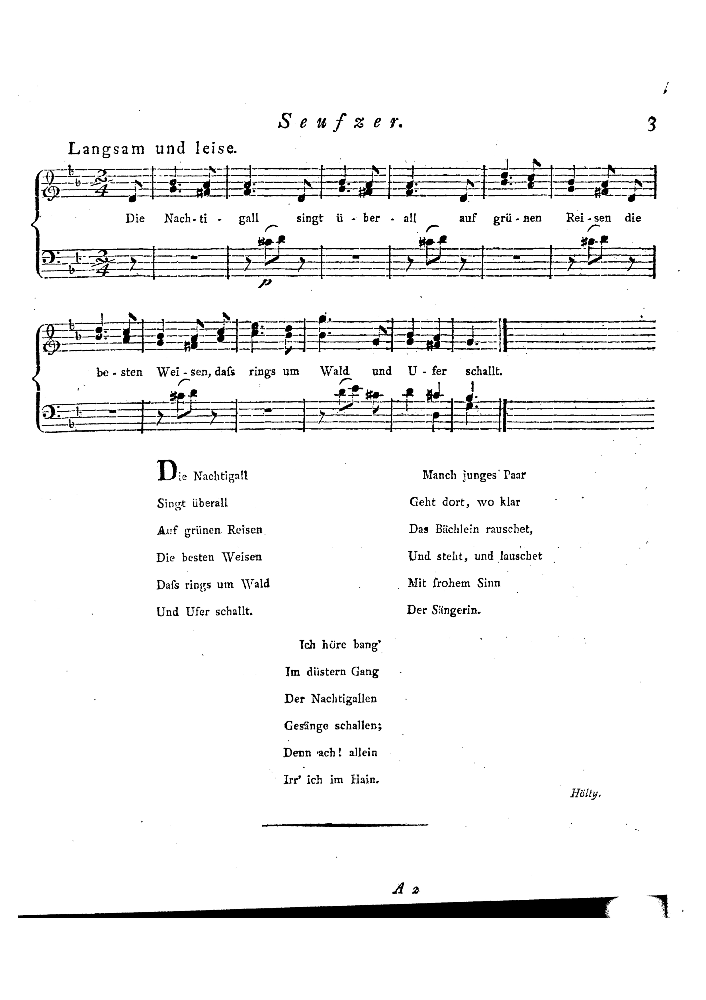 Seufzer.
3
Langsam und leise.
Die Nach-ti - gall singt ü - ber - all auf grü - nen Rei - sen die
p
be - sten Wei - sen, daſs rings um Wald und U - fer schallt.
Die Nachtigall
Singt überall
Auf grünen Reisen
Die besten Weisen
Daſs rings um Wald
Und Ufer schallt.
Manch junges Paar
Geht dort, wo klar
Das Bächlein rauschet,
Und steht, und lauschet
Mit frohem Sinn
Der Sängerin.
Ich höre bang'
Im düstern Gang
Der Nachtigallen
Gesänge schallen;
Denn ach! allein
Irr' ich im Hain.
Hölty.
A 2